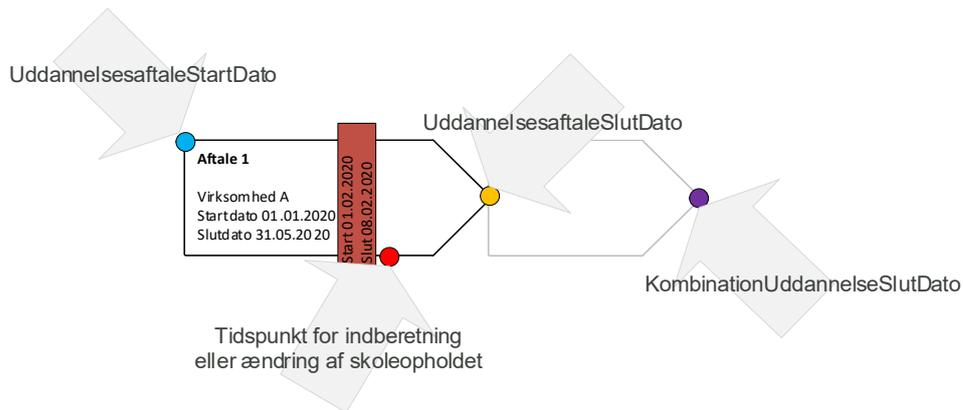 UddannelsesaftaleStartDato
UddannelsesaftaleSlutDato
Aftale 1
Virksomhed A
Startdato 01.01.2020
Slutdato 31.05.2020
Start 01.02.2020
Slut 08.02.2020
KombinationUddannelseSlutDato
Tidspunkt for indberetning
eller ændring af skoleopholdet